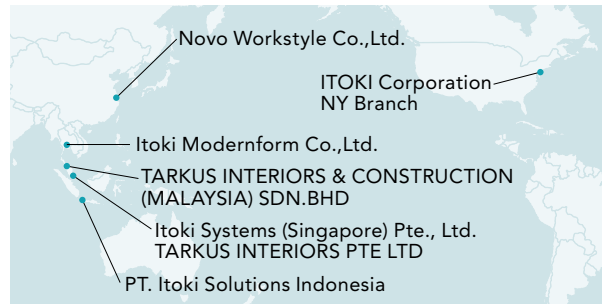 Novo Workstyle Co.,Ltd.
ITOKI Corporation
NY Branch
Itoki Modernform Co.,Ltd.
TARKUS INTERIORS & CONSTRUCTION
(MALAYSIA) SDN.BHD
Itoki Systems (Singapore) Pte., Ltd.
TARKUS INTERIORS PTE LTD
PT. Itoki Solutions Indonesia